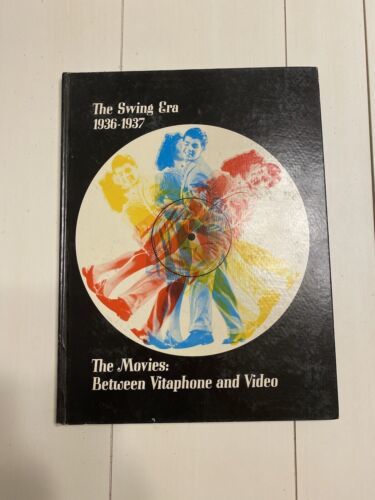 The Swing Era
1936-1937
The Movies:
Between Vitaphone and Video